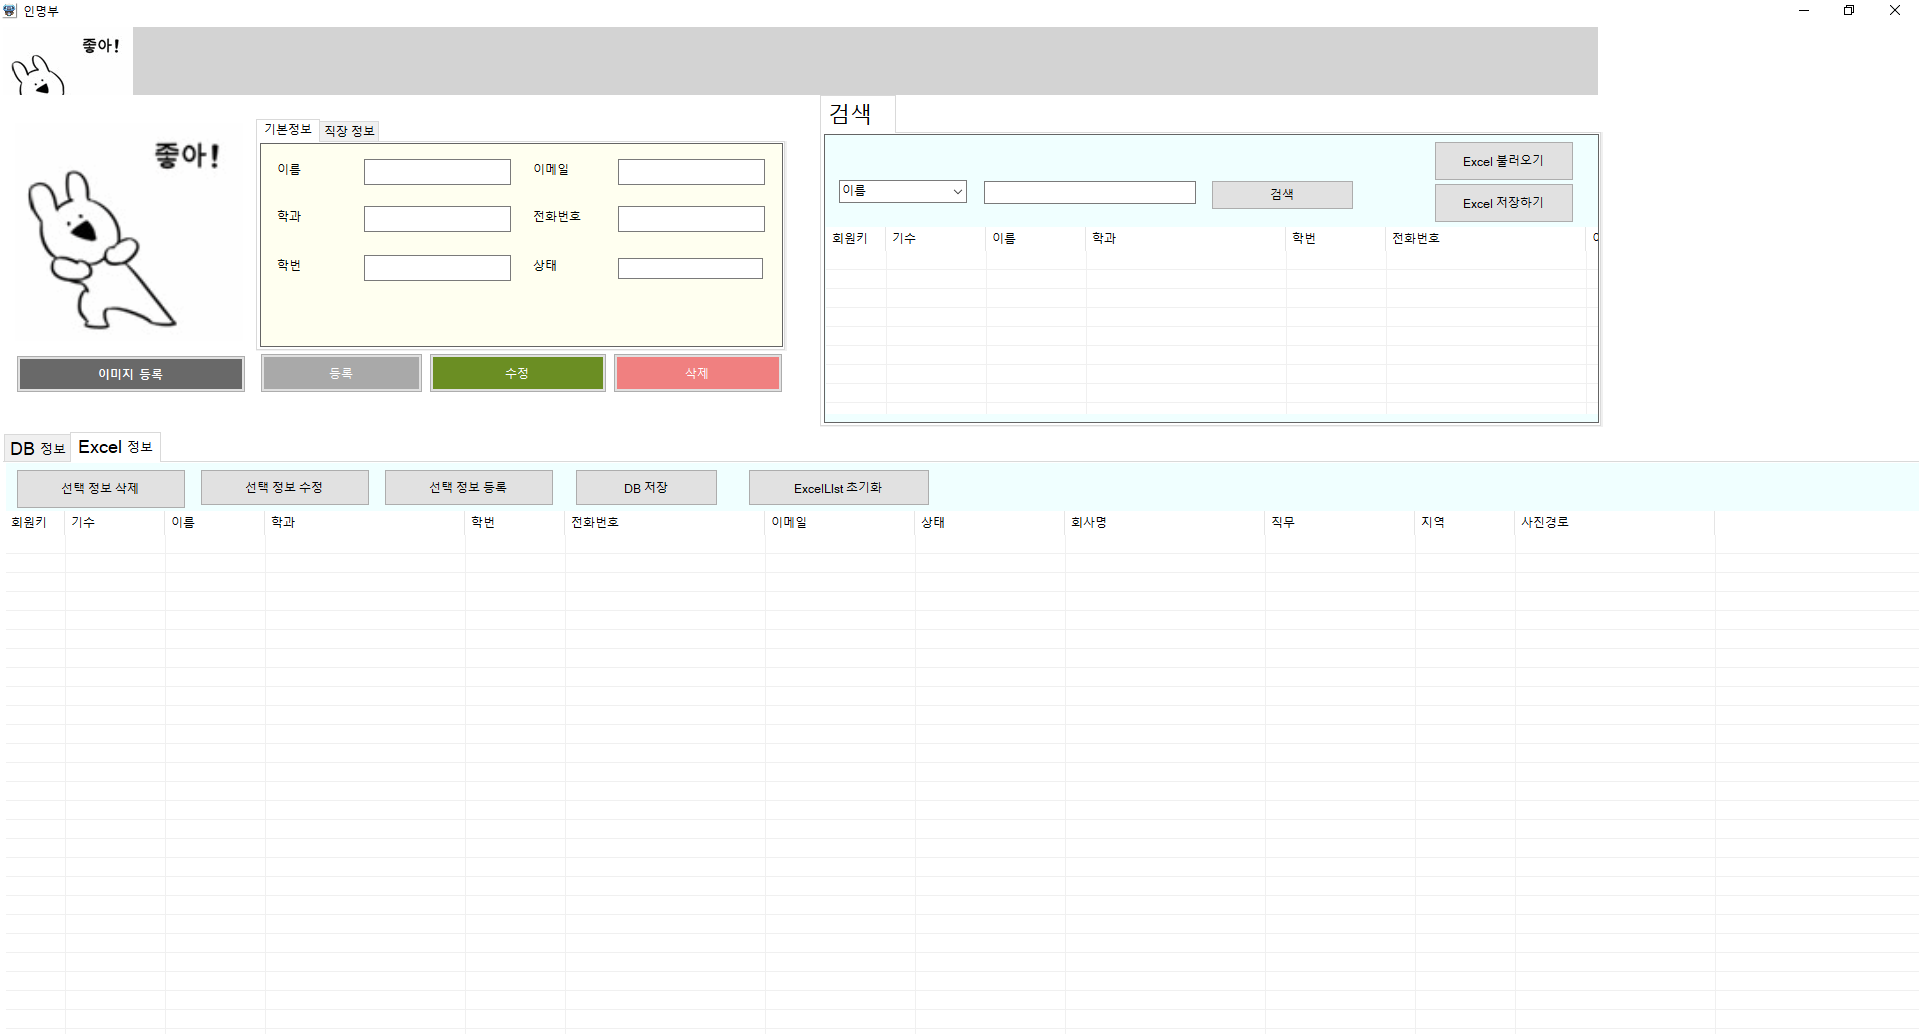 인명부
좋아!
좋아!
기본정보 직장 정보
이름 이메일
학과 전화번호
학번 상태
이미지 등록 등록 수정 삭제
검색
Excel 불러오기
이름 검색
Excel 저장하기
회원키 기수 이름 학과 학번 전화번호
DB 정보 Excel 정보
선택 정보 삭제 선택 정보 수정 선택 정보 등록 DB 저장 ExcelLIst 초기화
회원키 기수 이름 학과 학번 전화번호 이메일 상태 회사명 직무 지역 사진경로